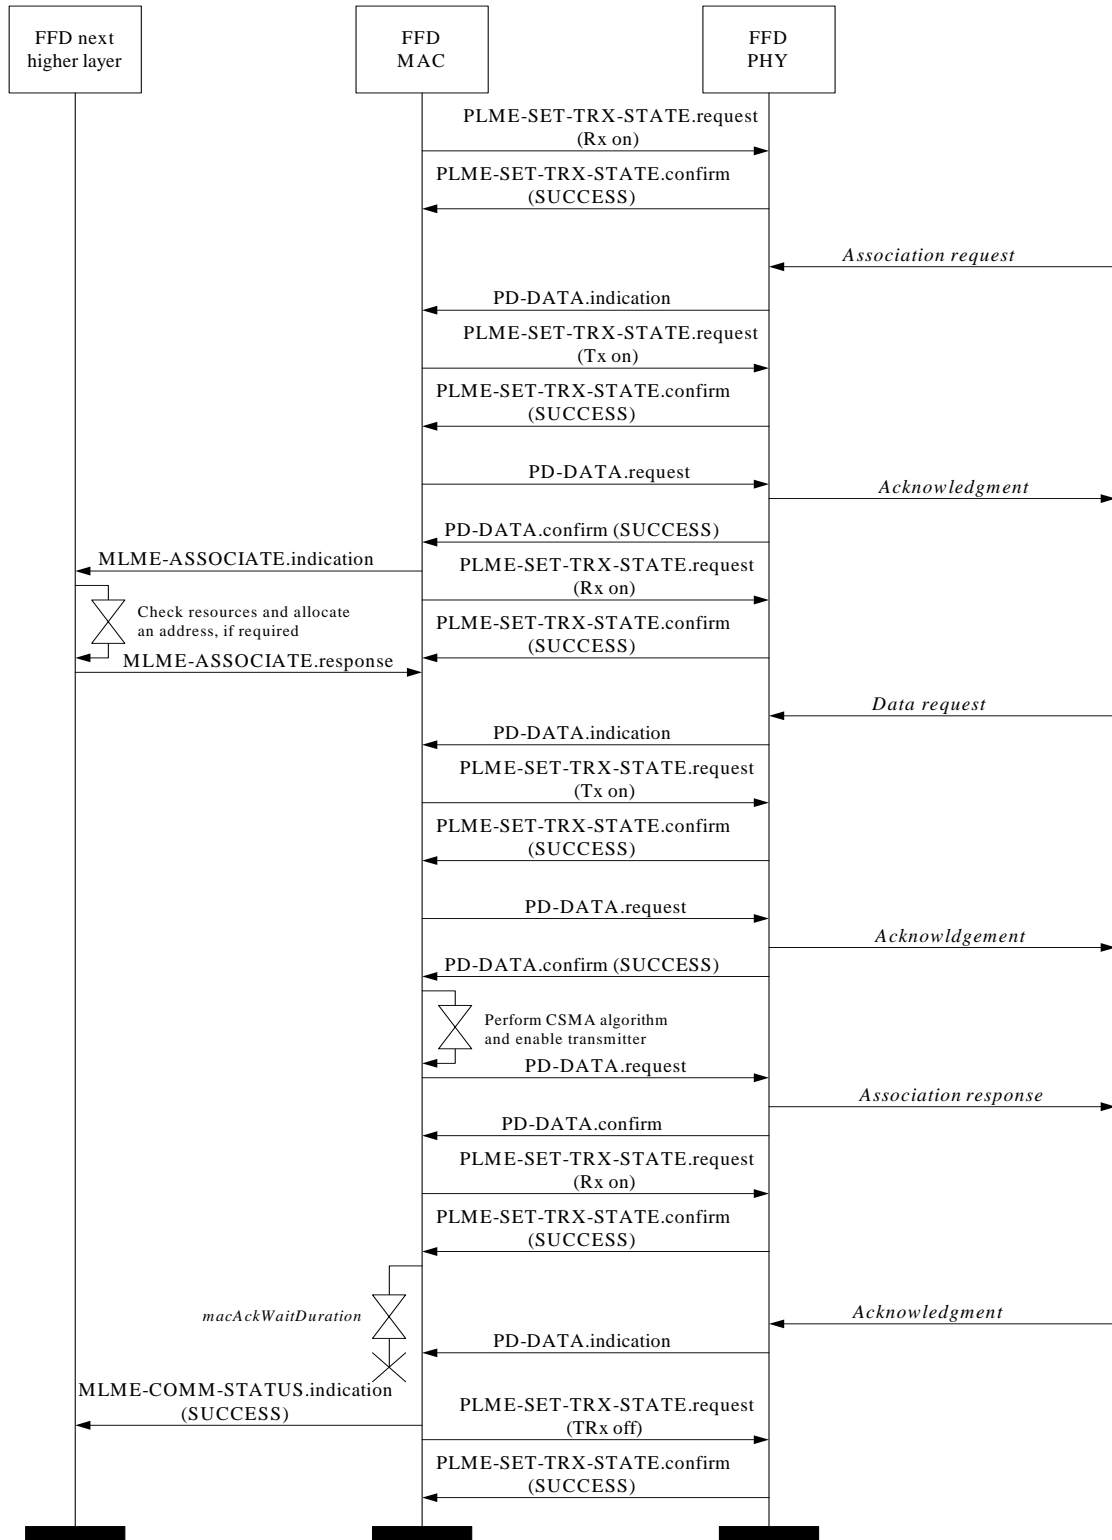 FFD next
higher layer
FFD
MAC
FFD
PHY
PLME-SET-TRX-STATE.request
(Rx on)
PLME-SET-TRX-STATE.confirm
(SUCCESS)
Association request
PD-DATA.indication
PLME-SET-TRX-STATE.request
(Tx on)
PLME-SET-TRX-STATE.confirm
(SUCCESS)
PD-DATA.request
Acknowledgment
PD-DATA.confirm (SUCCESS)
MLME-ASSOCIATE.indication
PLME-SET-TRX-STATE.request
(Rx on)
Check resources and allocate
an address, if required
PLME-SET-TRX-STATE.confirm
(SUCCESS)
MLME-ASSOCIATE.response
Data request
PD-DATA.indication
PLME-SET-TRX-STATE.request
(Tx on)
PLME-SET-TRX-STATE.confirm
(SUCCESS)
PD-DATA.request
Acknowldgement
PD-DATA.confirm (SUCCESS)
Perform CSMA algorithm
and enable transmitter
PD-DATA.request
Association response
PD-DATA.confirm
PLME-SET-TRX-STATE.request
(Rx on)
PLME-SET-TRX-STATE.confirm
(SUCCESS)
macAckWaitDuration
Acknowledgment
PD-DATA.indication
MLME-COMM-STATUS.indication
(SUCCESS)
PLME-SET-TRX-STATE.request
(TRx off)
PLME-SET-TRX-STATE.confirm
(SUCCESS)